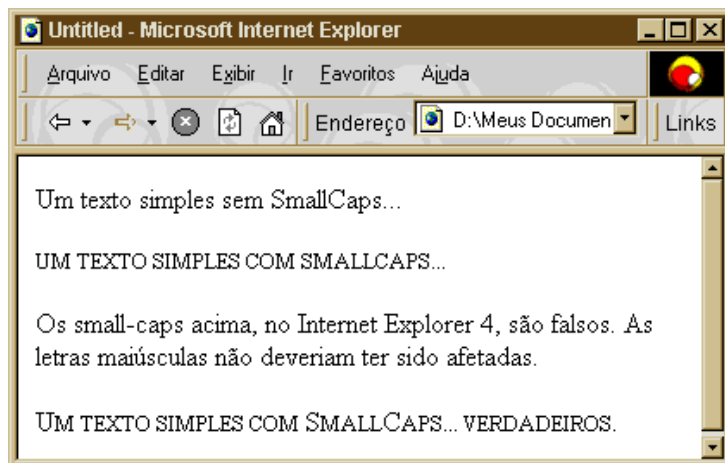 Untitled - Microsoft Internet Explorer
Arquivo Editar Exibir Ir Favoritos Ajuda
Endereço D:\Meus Documen Links
Um texto simples sem SmallCaps...
UM TEXTO SIMPLES COM SMALLCAPS...
Os small-caps acima, no Internet Explorer 4, são falsos. As
letras maiúsculas não deveriam ter sido afetadas.
UM TEXTO SIMPLES COM SMALLCAPS... VERDADEIROS.